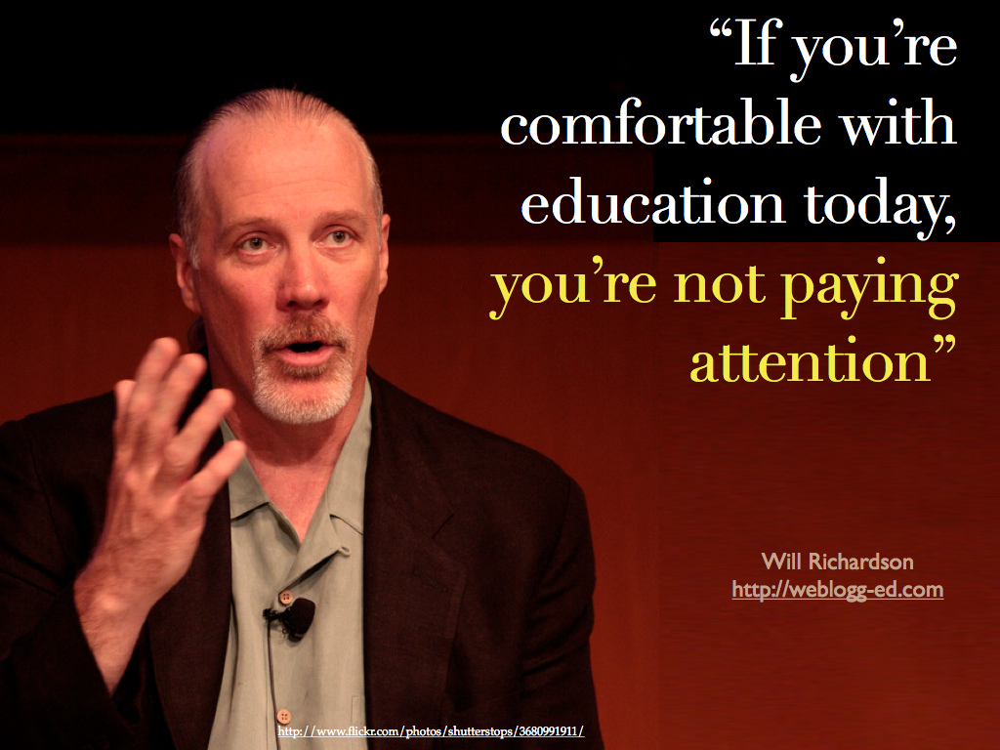 “If you’re
comfortable with
education today,
you’re not paying
attention”
Will Richardson
http://weblogg-ed.com
http://www.flickr.com/photos/shutterstops/3680991911/